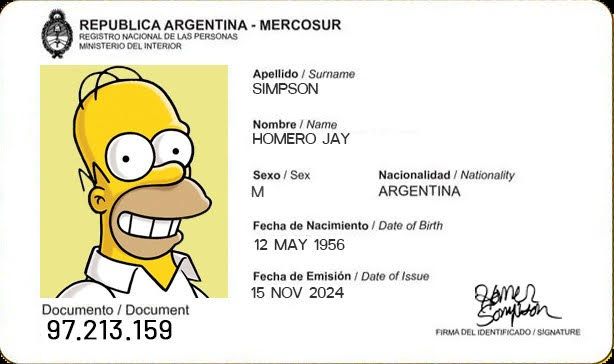 REPUBLICA ARGENTINA - MERCOSUR
REGISTRO NACIONAL DE LAS PERSONAS
MINISTERIO DEL INTERIOR
Apellido / Surname
SIMPSON
Nombre / Name
HOMERO JAY
Sexo / Sex
M
Nacionalidad / Nationality
ARGENTINA
Fecha de Nacimiento / Date of Birth
12 MAY 1956
Fecha de Emisión / Date of Issue
15 NOV 2024
Documento / Document
97.213.159
Homer
Simpson
FIRMA DEL IDENTIFICADO / SIGNATURE